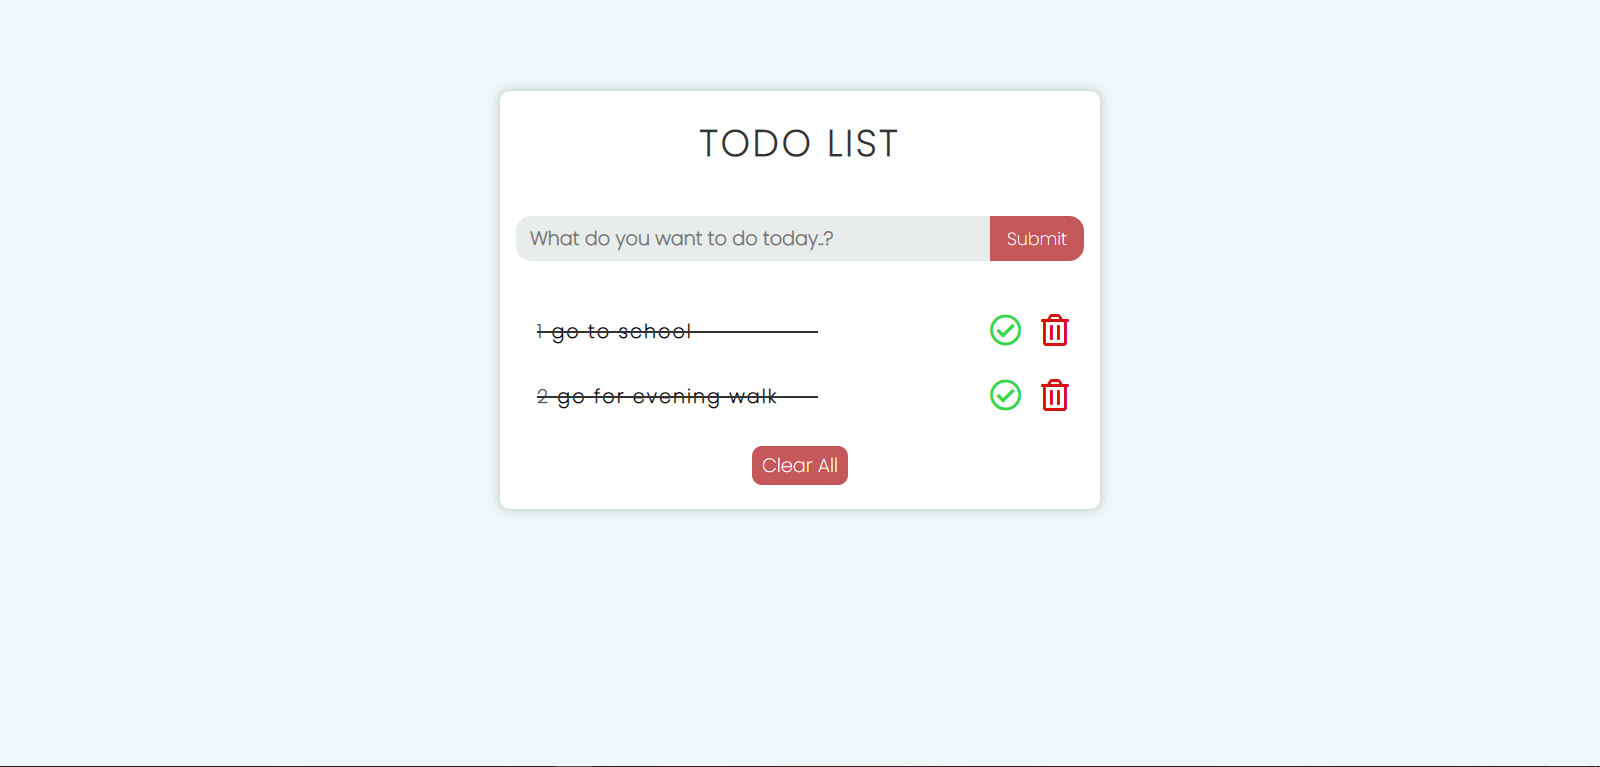 TODO LIST
What do you want to do today..?
Submit
1 go to school
2 go for evening walk
Clear All